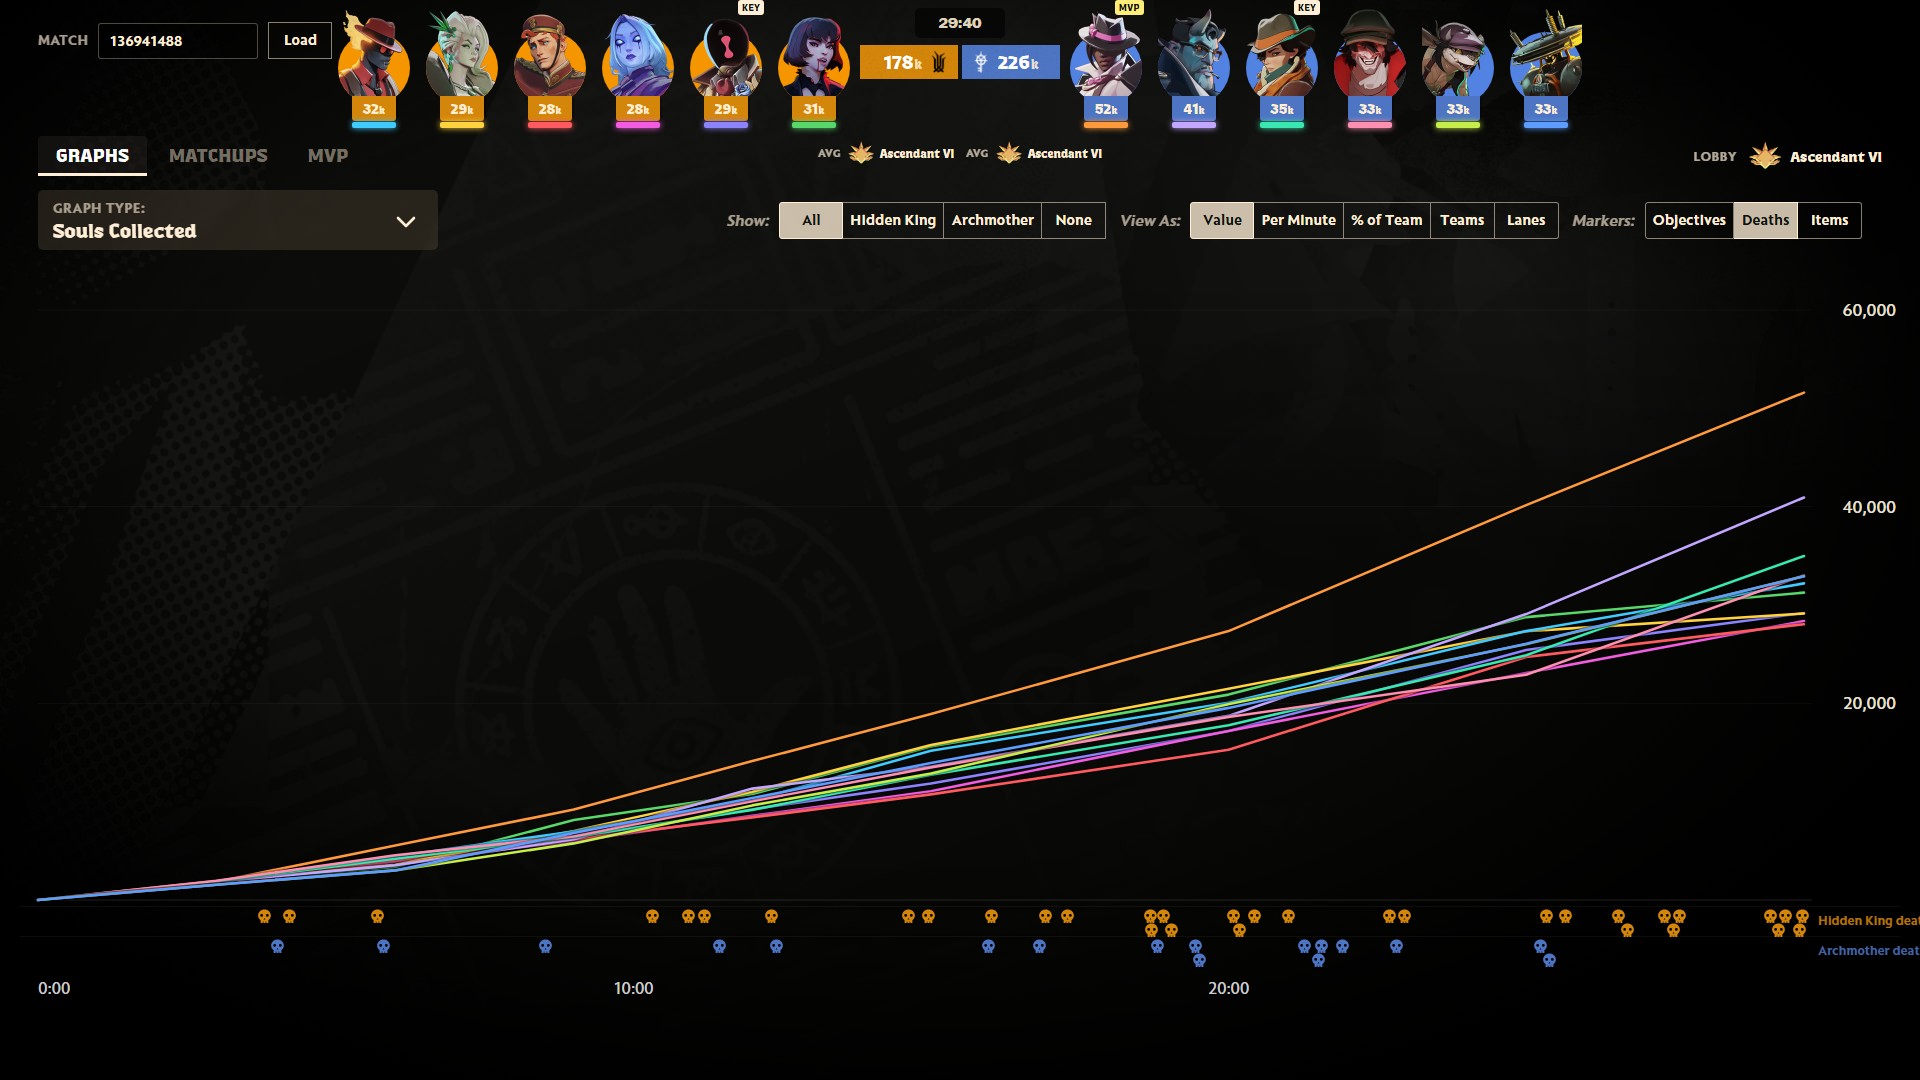 MATCH 136941488 Load
KEY MVP KEY
29:40
178k 226k
32k 29k 28k 28k 29k 31k 52k 41k 35k 33k 33k 33k
GRAPHS MATCHUPS MVP
AVG Ascendant VI AVG Ascendant VI
LOBBY Ascendant VI
GRAPH TYPE:
Souls Collected
Show: All Hidden King Archmother None View As: Value Per Minute % of Team Teams Lanes Markers: Objectives Deaths Items
60,000
40,000
20,000
Hidden King deat
Archmother deat
0:00 10:00 20:00